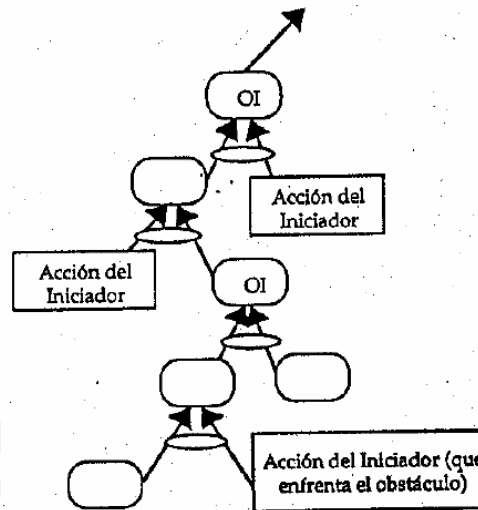 OI
Acción del
Iniciador
Acción del
Iniciador
OI
Acción del Iniciador (que
enfrenta el obstáculo)